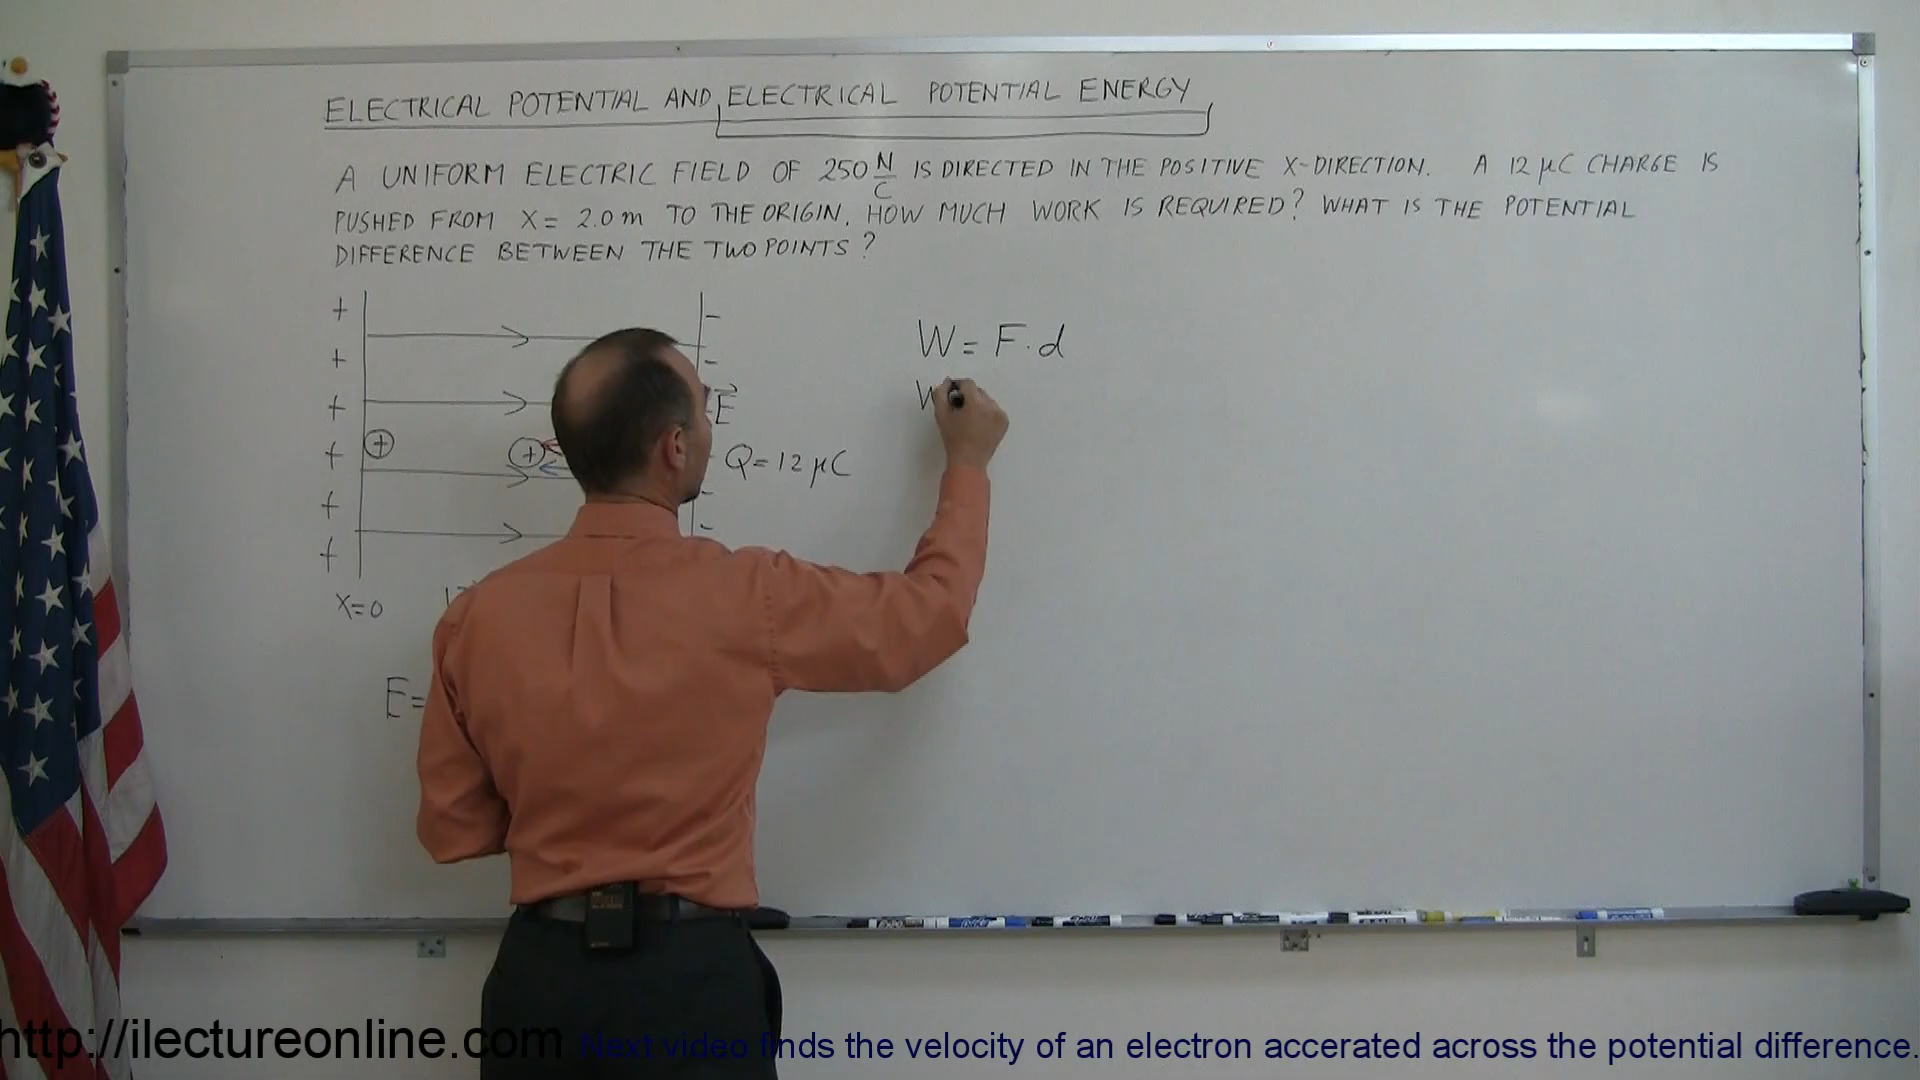 ELECTRICAL POTENTIAL AND ELECTRICAL POTENTIAL ENERGY
A UNIFORM ELECTRIC FIELD OF 250 N/C IS DIRECTED IN THE POSITIVE X-DIRECTION. A 12 μC CHARGE IS
PUSHED FROM X = 2.0 m TO THE ORIGIN. HOW MUCH WORK IS REQUIRED? WHAT IS THE POTENTIAL
DIFFERENCE BETWEEN THE TWO POINTS?
+ -
+ -
+ E
+ + + Q = 12 μC
+ -
+ -
X=0
E=
W = F·d
W
http://ilectureonline.com Next video finds the velocity of an electron accerated across the potential difference.